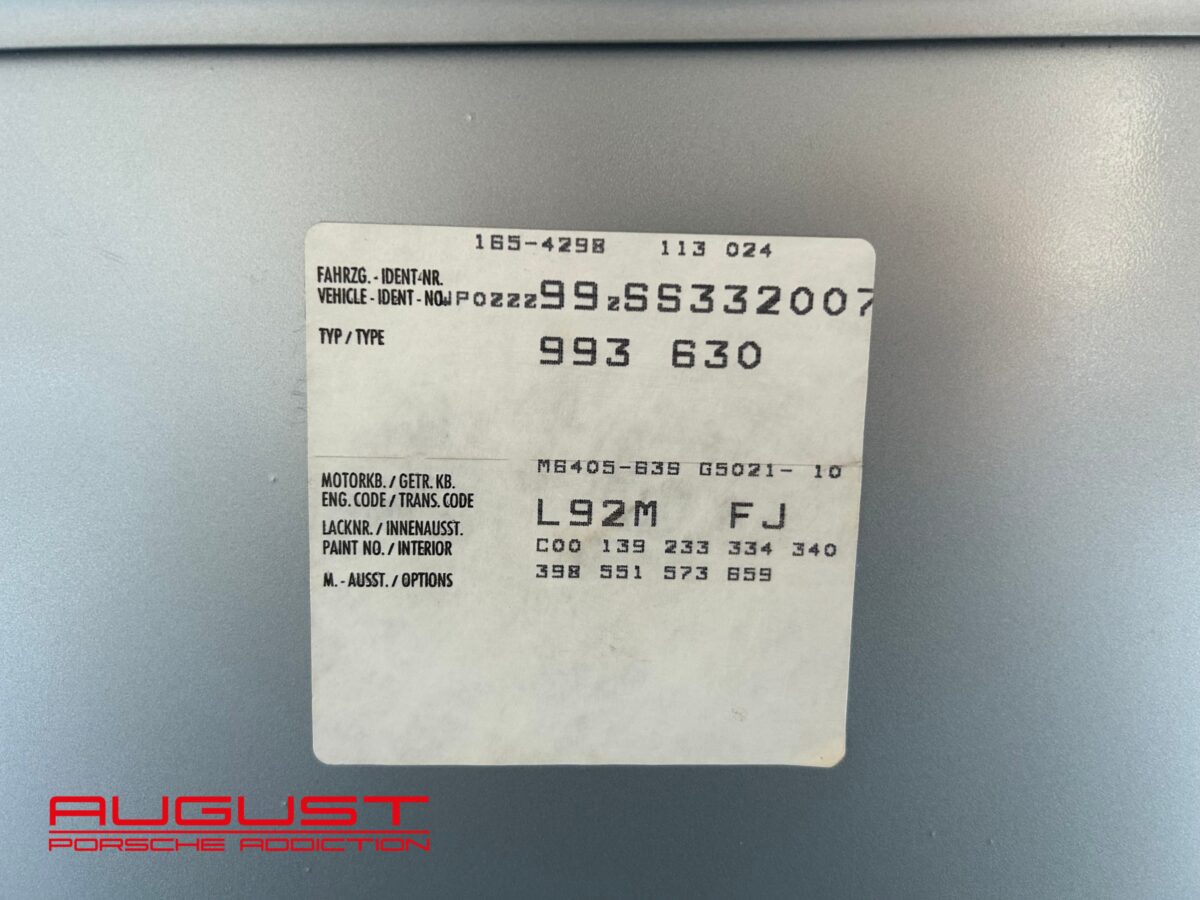 165-4298 113 024
FAHRZG. - IDENT-NR.
VEHICLE - IDENT - NO. WP0ZZZ99ZSS332007
TYP / TYPE 993 630
MOTORKB. / GETR. KB. M6405-63S G5021- 10
ENG. CODE / TRANS. CODE
LACKNR. / INNENAUSST. L92M FJ
PAINT NO. / INTERIOR C00 139 233 334 340
M. - AUSST. / OPTIONS 398 551 573 659
AUGUST
PORSCHE ADDICTION